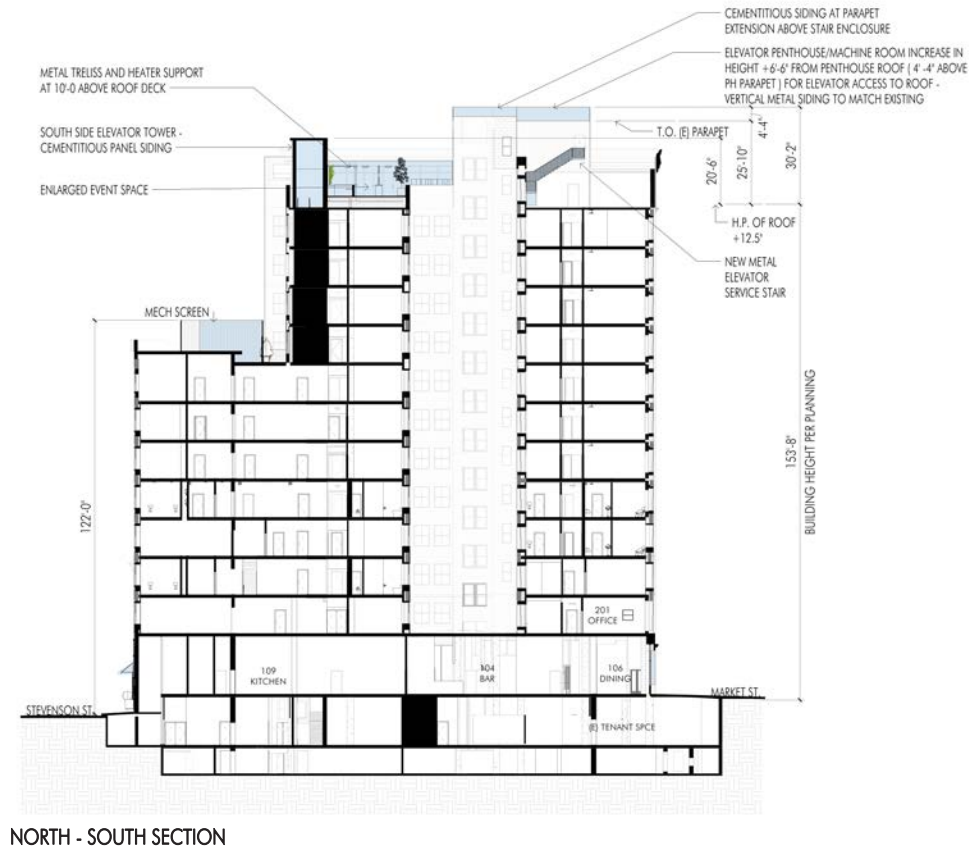 CEMENTITIOUS SIDING AT PARAPET
EXTENSION ABOVE STAIR ENCLOSURE
ELEVATOR PENTHOUSE/MACHINE ROOM INCREASE IN
HEIGHT +6'-6" FROM PENTHOUSE ROOF ( 4' -4" ABOVE
PH PARAPET ) FOR ELEVATOR ACCESS TO ROOF -
VERTICAL METAL SIDING TO MATCH EXISTING
METAL TRELISS AND HEATER SUPPORT
AT 10'-0 ABOVE ROOF DECK
SOUTH SIDE ELEVATOR TOWER -
CEMENTITIOUS PANEL SIDING
ENLARGED EVENT SPACE
T.O. (E) PARAPET
4'-4"
20'-6"
25'-10"
30'-2"
H.P. OF ROOF
+12.5'
NEW METAL
ELEVATOR
SERVICE STAIR
MECH SCREEN
122'-0"
153'-8"
BUILDING HEIGHT PER PLANNING
201
OFFICE
109
KITCHEN
104
BAR
106
DINING
MARKET ST.
STEVENSON ST.
(E) TENANT SPCE
NORTH - SOUTH SECTION